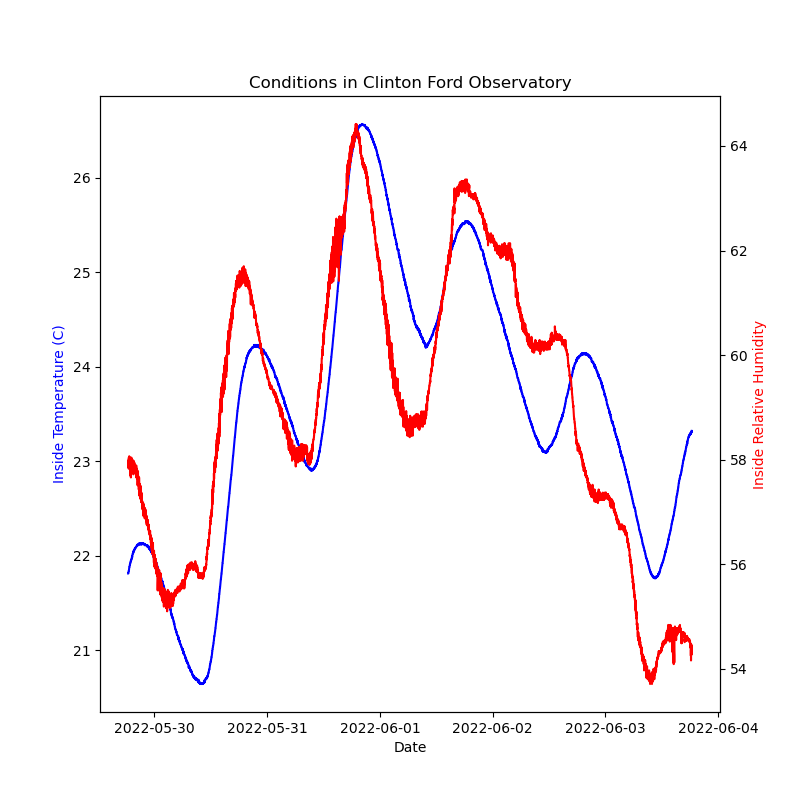 Conditions in Clinton Ford Observatory
26
25
24
23
22
21
Inside Temperature (C)
64
62
60
58
56
54
Inside Relative Humidity
2022-05-30 2022-05-31 2022-06-01 2022-06-02 2022-06-03 2022-06-04
Date